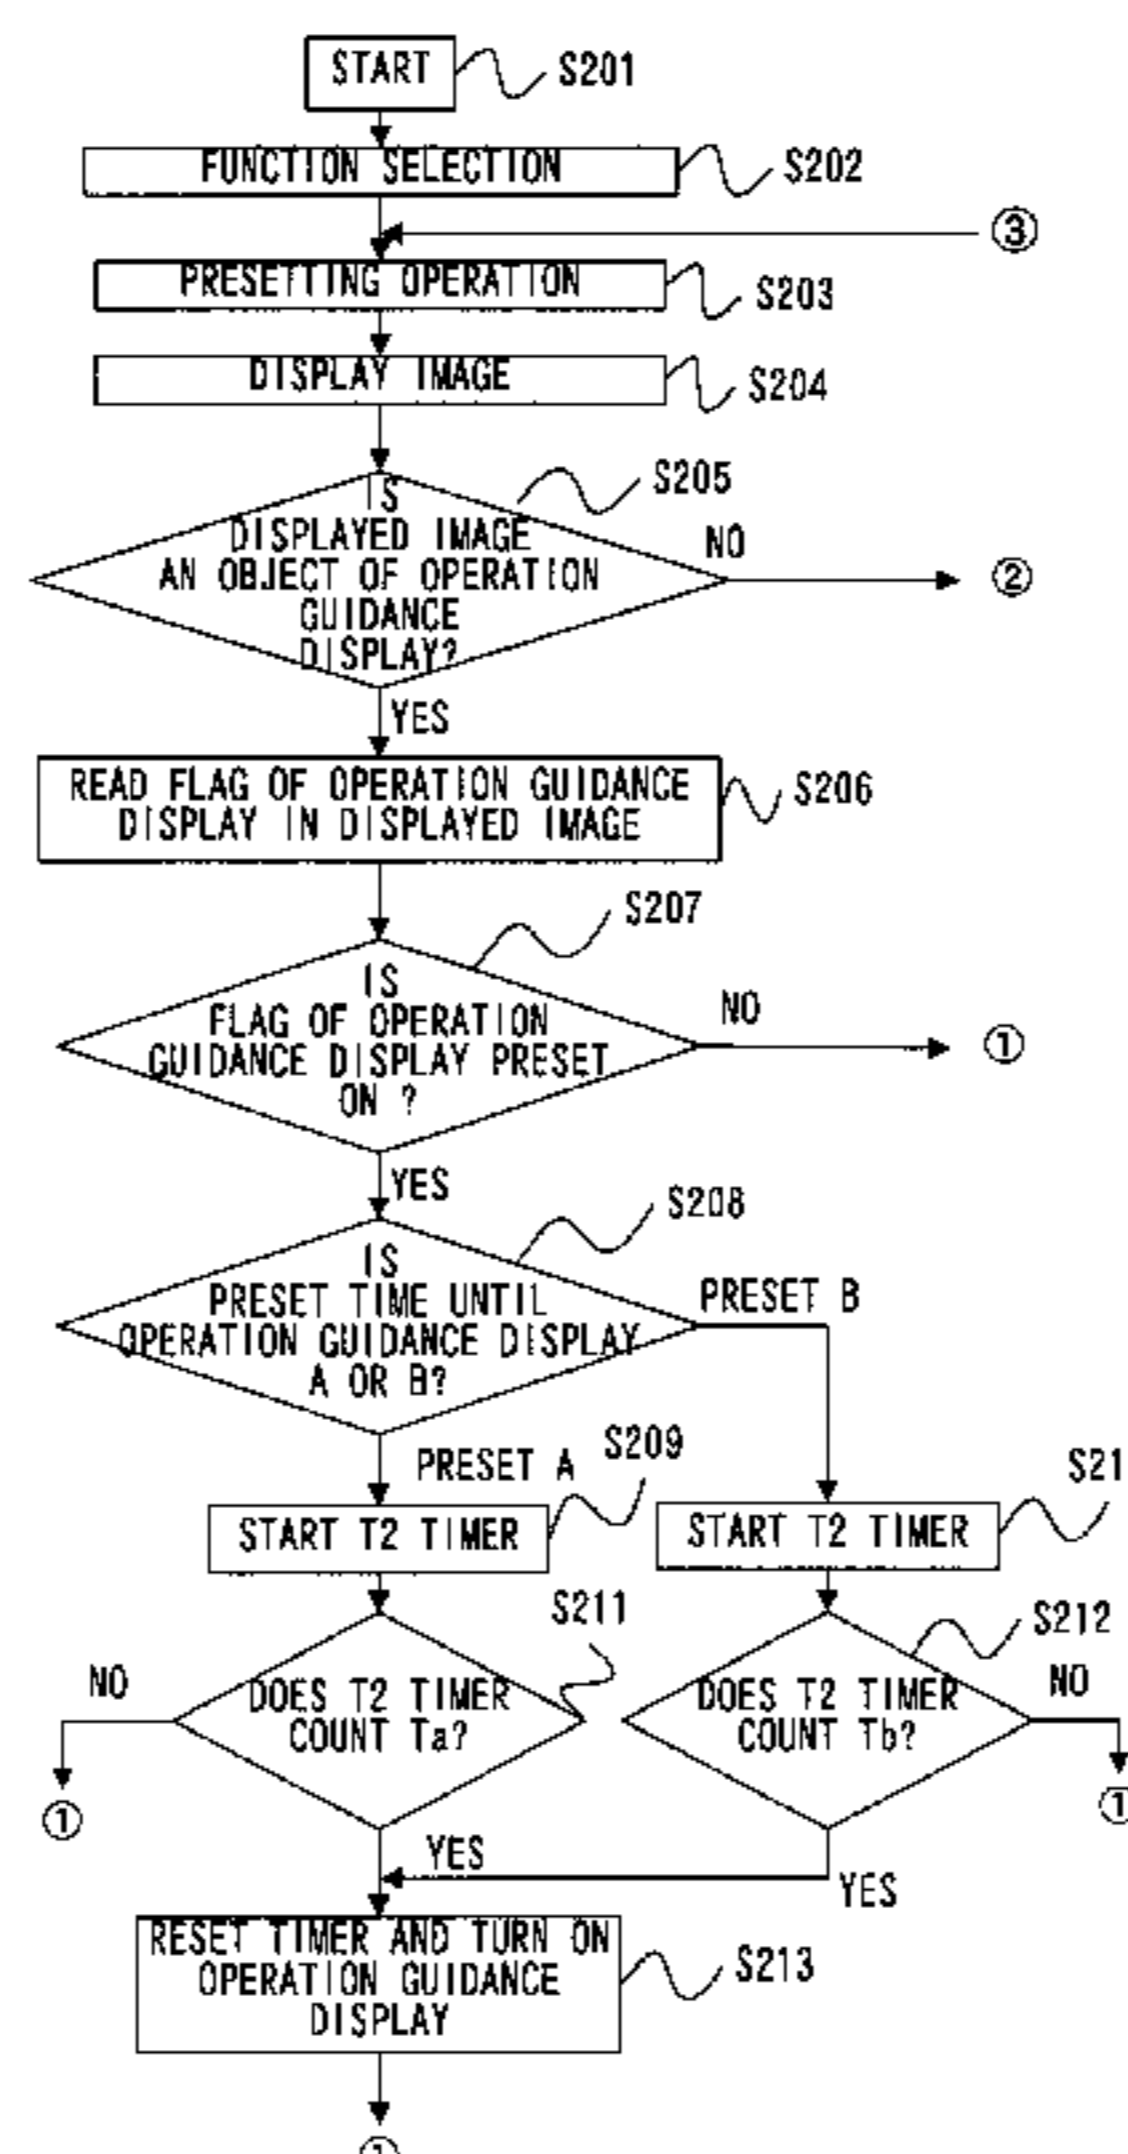 START
S201
FUNCTION SELECTION
S202
③
PRESETTING OPERATION
S203
DISPLAY IMAGE
S204
S205
IS
DISPLAYED IMAGE
AN OBJECT OF OPERATION
GUIDANCE
DISPLAY?
NO
②
YES
READ FLAG OF OPERATION GUIDANCE
DISPLAY IN DISPLAYED IMAGE
S206
S207
IS
FLAG OF OPERATION
GUIDANCE DISPLAY PRESET
ON ?
NO
①
YES
S208
IS
PRESET TIME UNTIL
OPERATION GUIDANCE DISPLAY
A OR B?
PRESET B
PRESET A
S209
START T2 TIMER
S21
START T2 TIMER
S211
NO
DOES T2 TIMER
COUNT Ta?
①
S212
DOES T2 TIMER
COUNT Tb?
NO
①
YES
YES
RESET TIMER AND TURN ON
OPERATION GUIDANCE
DISPLAY
S213
①